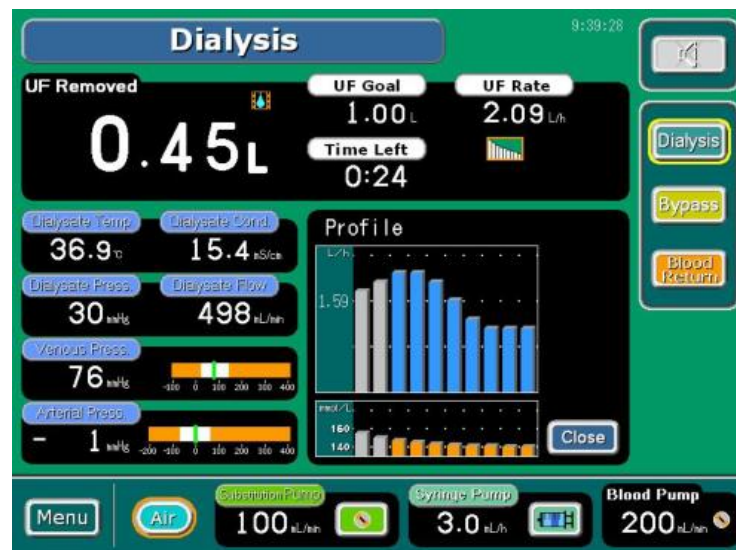 Dialysis
9:39:28
UF Removed
0.45L
UF Goal
1.00L
UF Rate
2.09L/h
Time Left
0:24
Dialysis
Bypass
Blood
Return
Dialysate Temp.
36.9℃
Dialysate Cond.
15.4mS/cm
Dialysate Press.
30mmHg
Dialysate Flow
498mL/min
Venous Press.
76mmHg
-100 0 100 200 300 400
Arterial Press.
- 1mmHg
-200 -100 0 100 200 300 400
Profile
L/h
1.59
mmol/L
160
140
Close
Menu
Air
Substitution Pump
100mL/min
Syringe Pump
3.0mL/h
Blood Pump
200mL/min